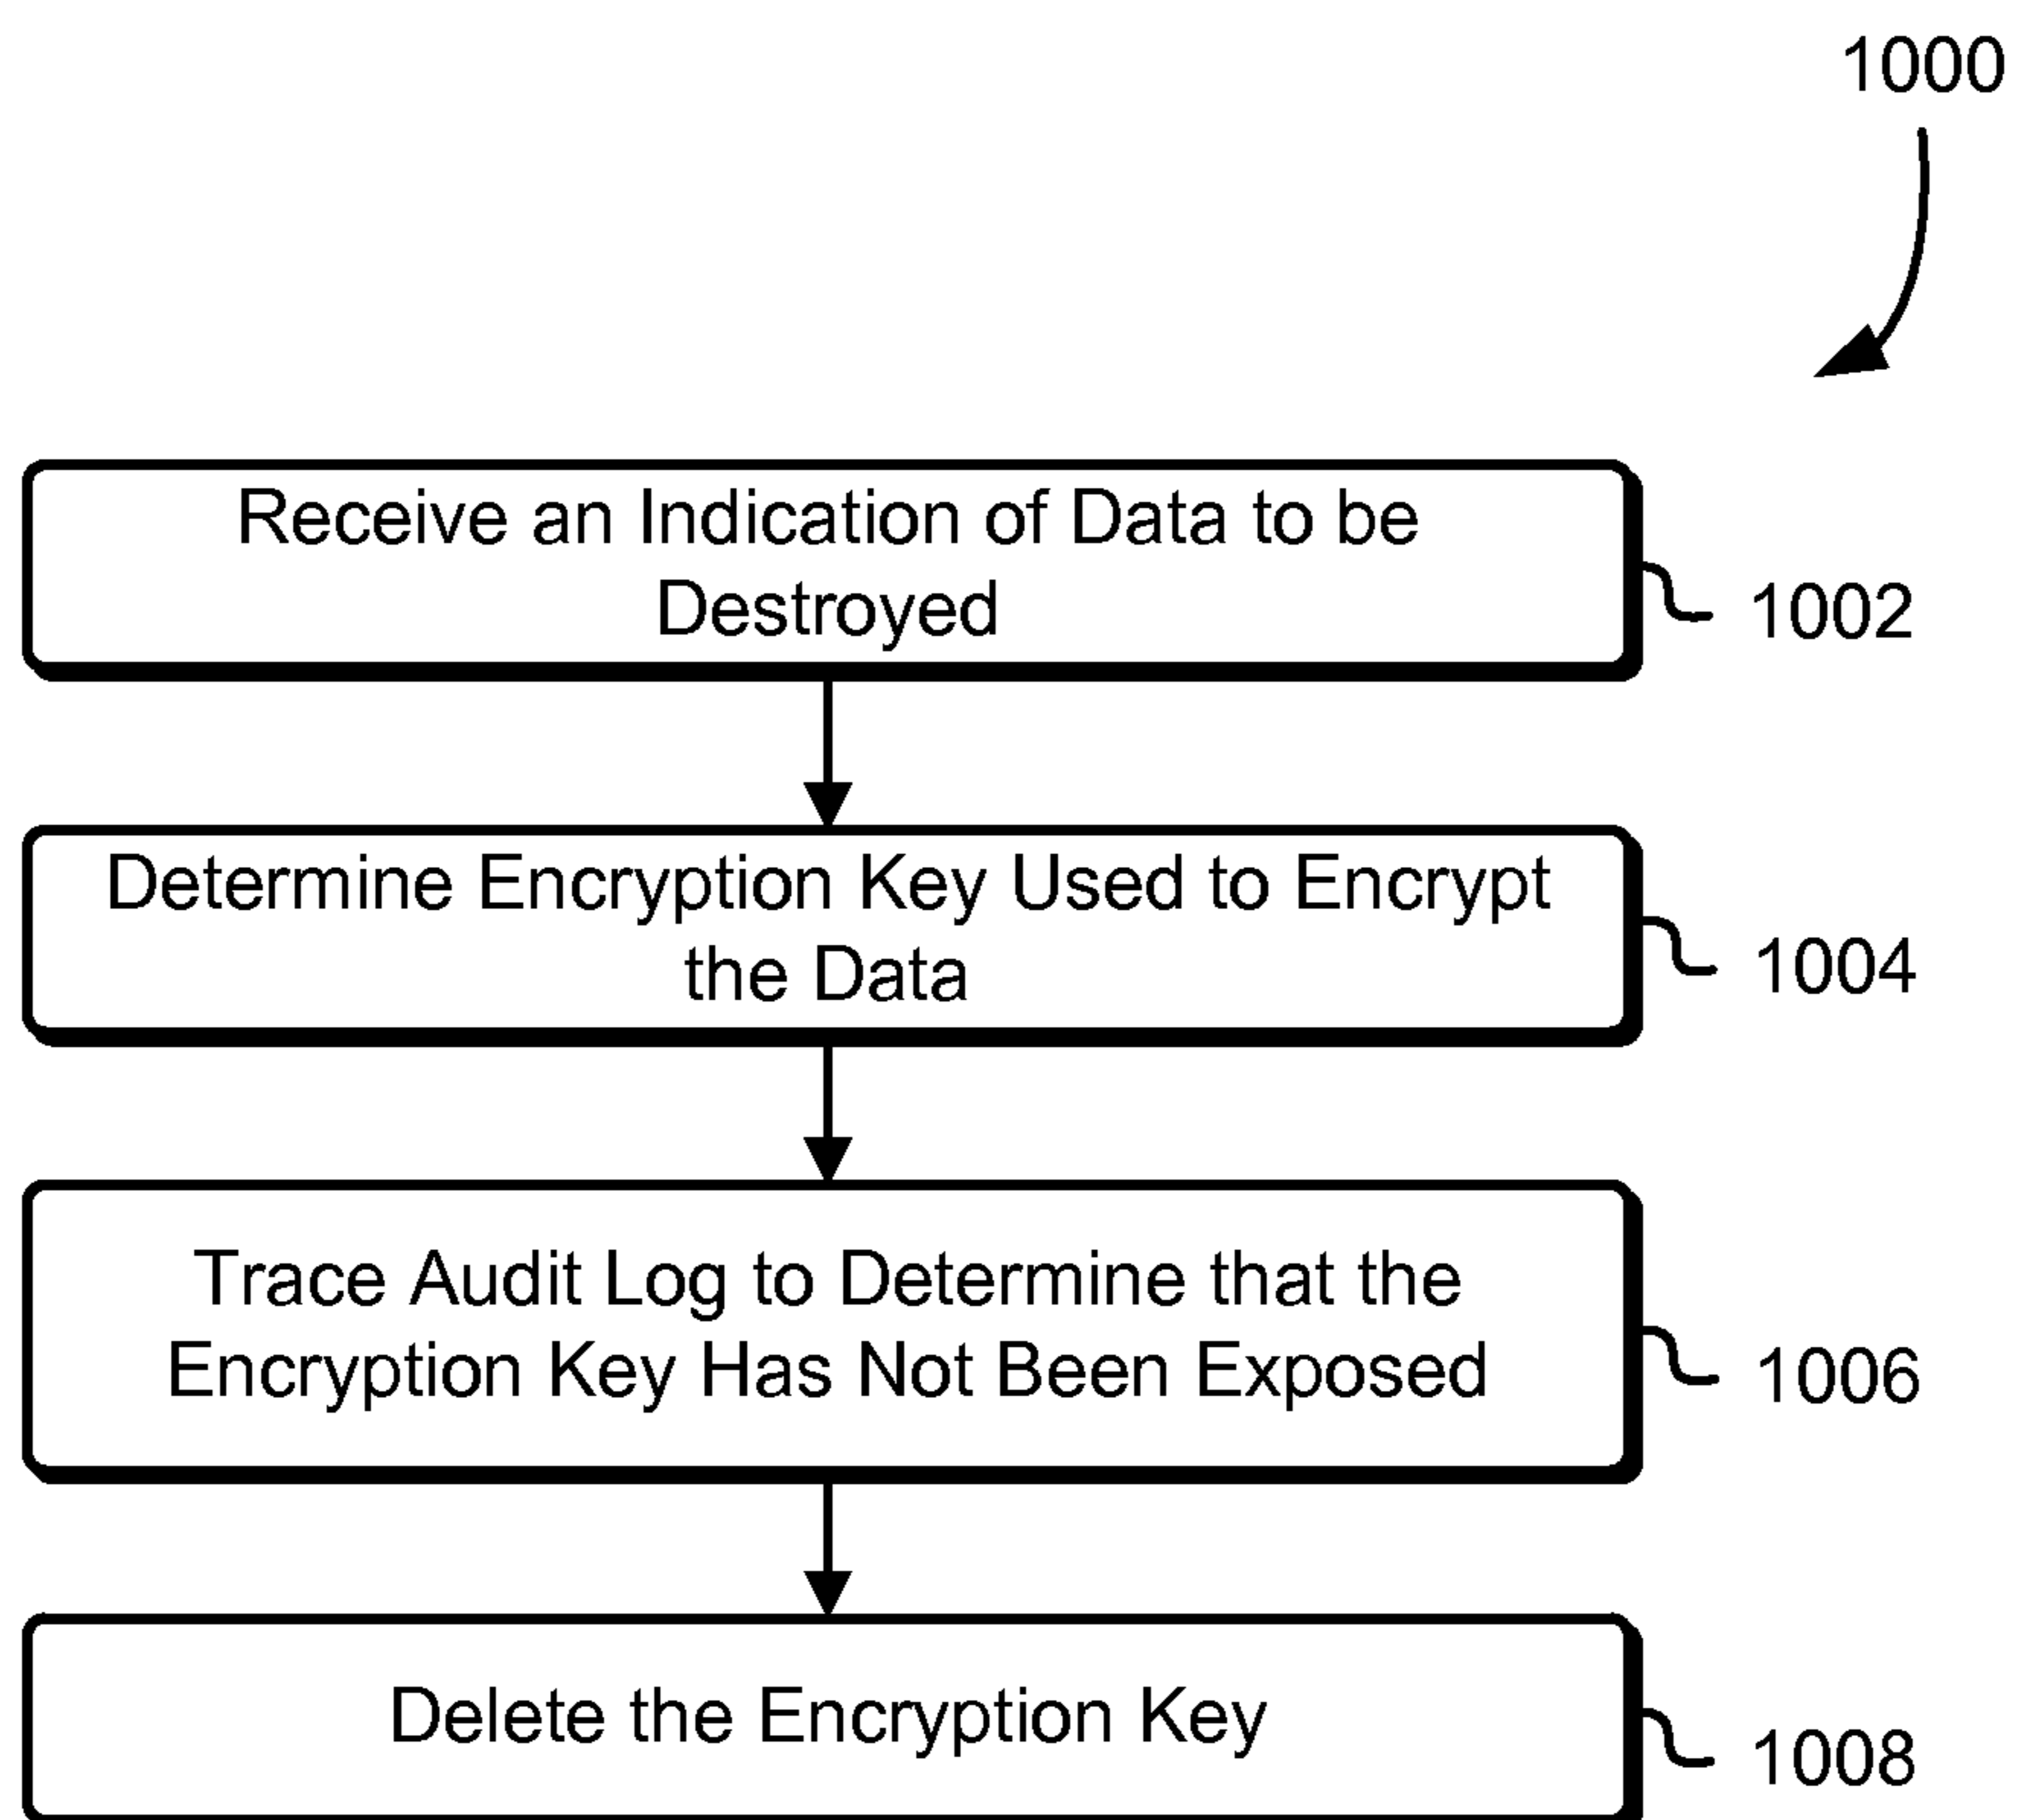 1000
Receive an Indication of Data to be
Destroyed
1002
Determine Encryption Key Used to Encrypt
the Data
1004
Trace Audit Log to Determine that the
Encryption Key Has Not Been Exposed
1006
Delete the Encryption Key
1008